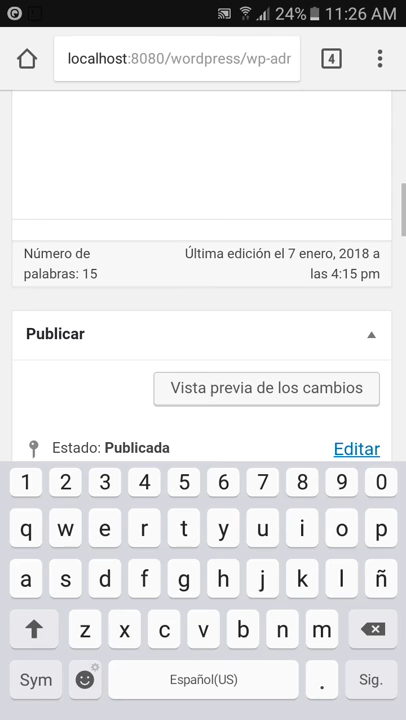 24% 11:26 AM
localhost:8080/wordpress/wp-adr
4
Número de
palabras: 15
Última edición el 7 enero, 2018 a
las 4:15 pm
Publicar
Vista previa de los cambios
Estado: Publicada
Editar
1 2 3 4 5 6 7 8 9 0
q w e r t y u i o p
a s d f g h j k l ñ
z x c v b n m
Sym Español(US) . Sig.